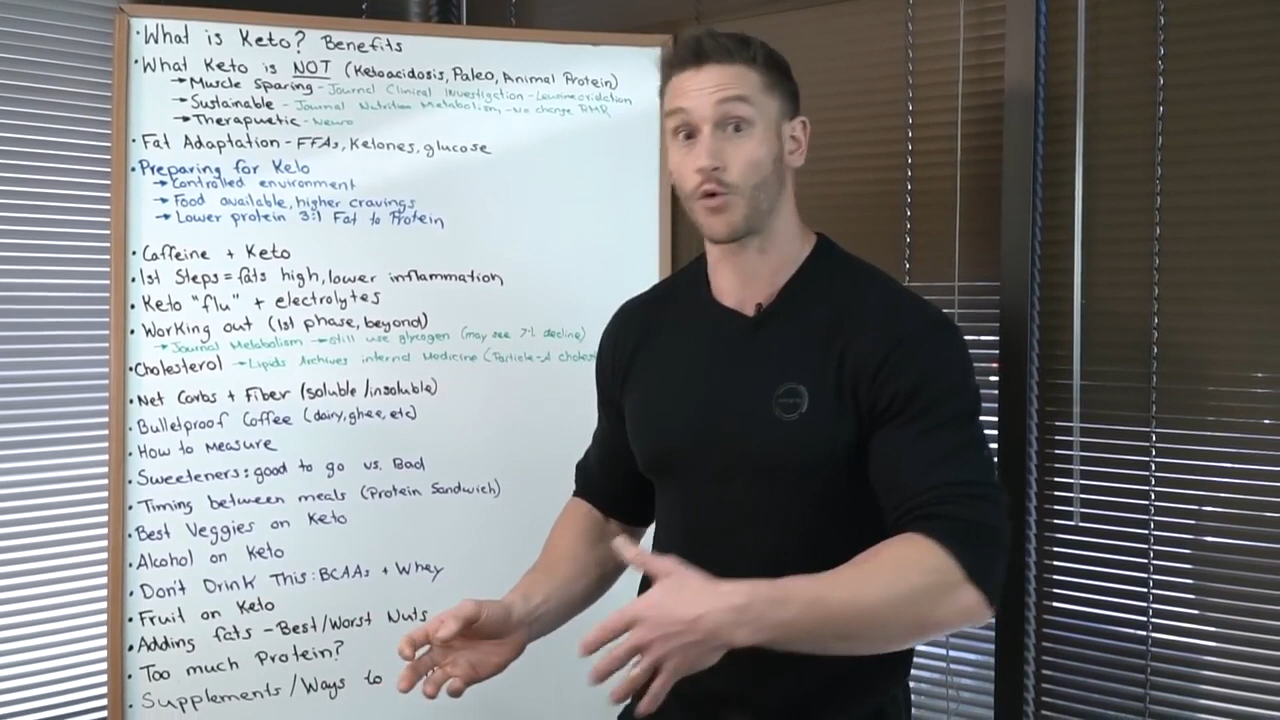 • What is Keto? Benefits
• What Keto is NOT (Ketoacidosis, Paleo, Animal Protein)
→ Muscle Sparing - Journal Clinical Investigation - Leucine oxidation
→ Sustainable - Journal Nutrition Metabolism - No change RMR
→ Therapuetic - Neuro
• Fat Adaptation - FFAs, Ketones, glucose
• Preparing for Keto
→ Controlled environment
→ Food available, higher cravings
→ Lower protein 3:1 Fat to Protein
• Caffeine + Keto
• 1st Steps = fats high, lower inflammation
• Keto "flu" + electrolytes
• Working out (1st phase, beyond)
→ Journal Metabolism → still use glycogen (may see 7% decline)
• Cholesterol → Lipids Archives internal Medicine (Particle-A choles
• Net Carbs + Fiber (soluble/insoluble)
• Bulletproof Coffee (dairy, ghee, etc)
• How to Measure
• Sweeteners: good to go vs. Bad
• Timing between meals (Protein Sandwich)
• Best Veggies on Keto
• Alcohol on Keto
• Don't Drink This: BCAAs + Whey
• Fruit on Keto
• Adding fats - Best/Worst Nuts
• Too much Protein?
• Supplements/Ways to